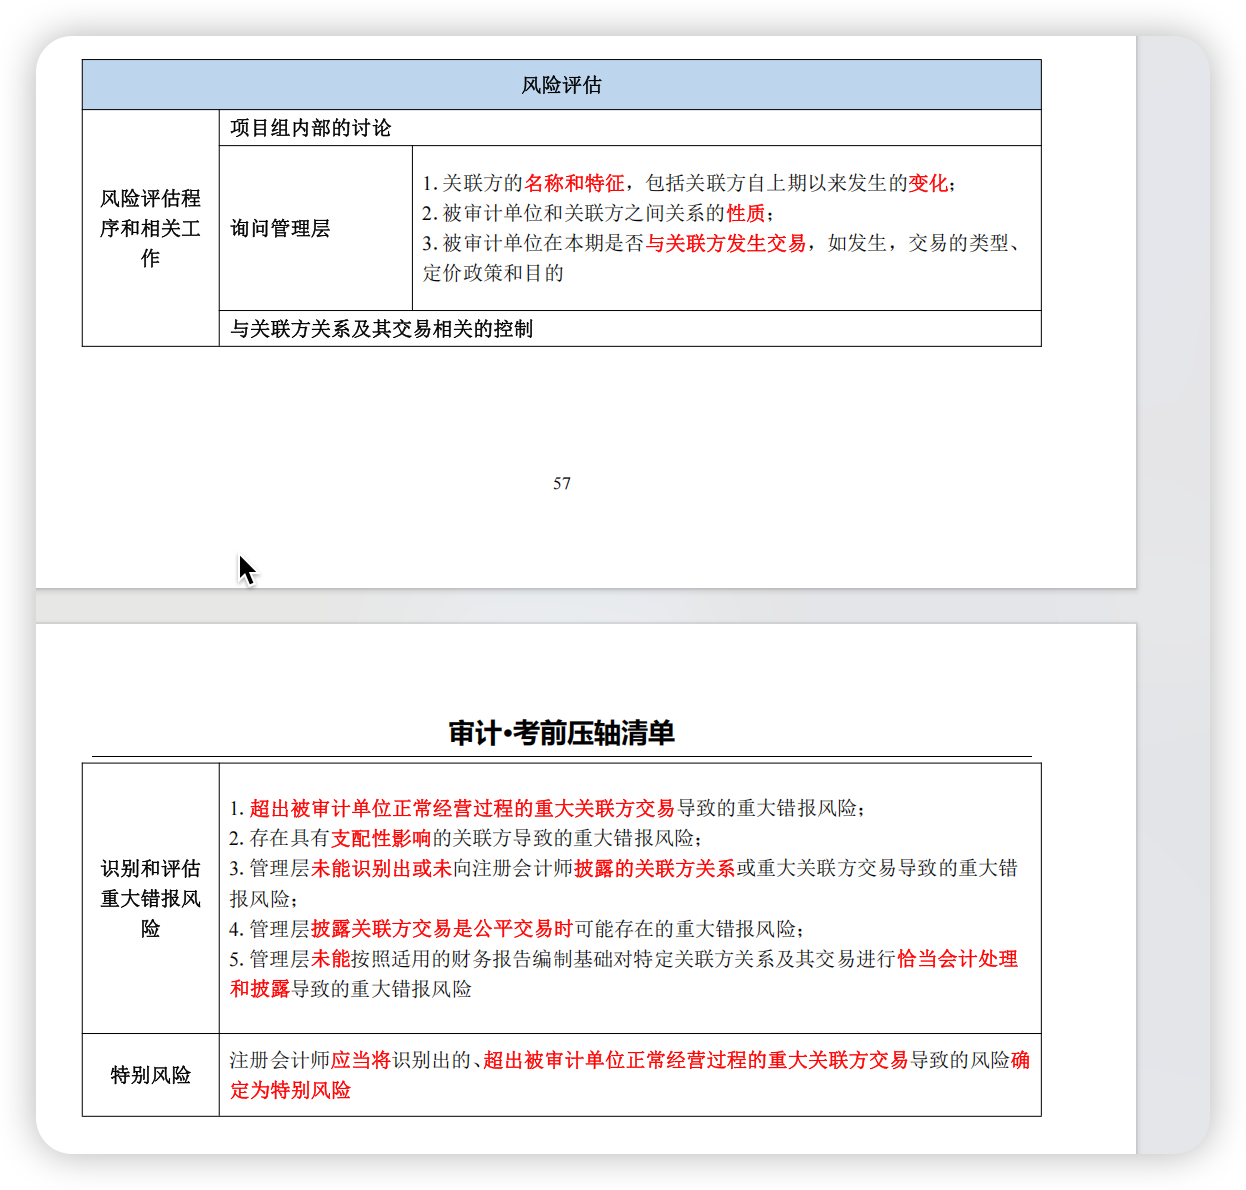 风险评估
项目组内部的讨论
风险评估程
序和相关工
作
询问管理层
1. 关联方的名称和特征，包括关联方自上期以来发生的变化；
2. 被审计单位和关联方之间关系的性质；
3. 被审计单位在本期是否与关联方发生交易，如发生，交易的类型、
定价政策和目的
与关联方关系及其交易相关的控制
57
审计•考前压轴清单
识别和评估
重大错报风
险
1. 超出被审计单位正常经营过程的重大关联方交易导致的重大错报风险；
2. 存在具有支配性影响的关联方导致的重大错报风险；
3. 管理层未能识别出或未向注册会计师披露的关联方关系或重大关联方交易导致的重大错
报风险；
4. 管理层披露关联方交易是公平交易时可能存在的重大错报风险；
5. 管理层未能按照适用的财务报告编制基础对特定关联方关系及其交易进行恰当会计处理
和披露导致的重大错报风险
特别风险
注册会计师应当将识别出的、超出被审计单位正常经营过程的重大关联方交易导致的风险确
定为特别风险